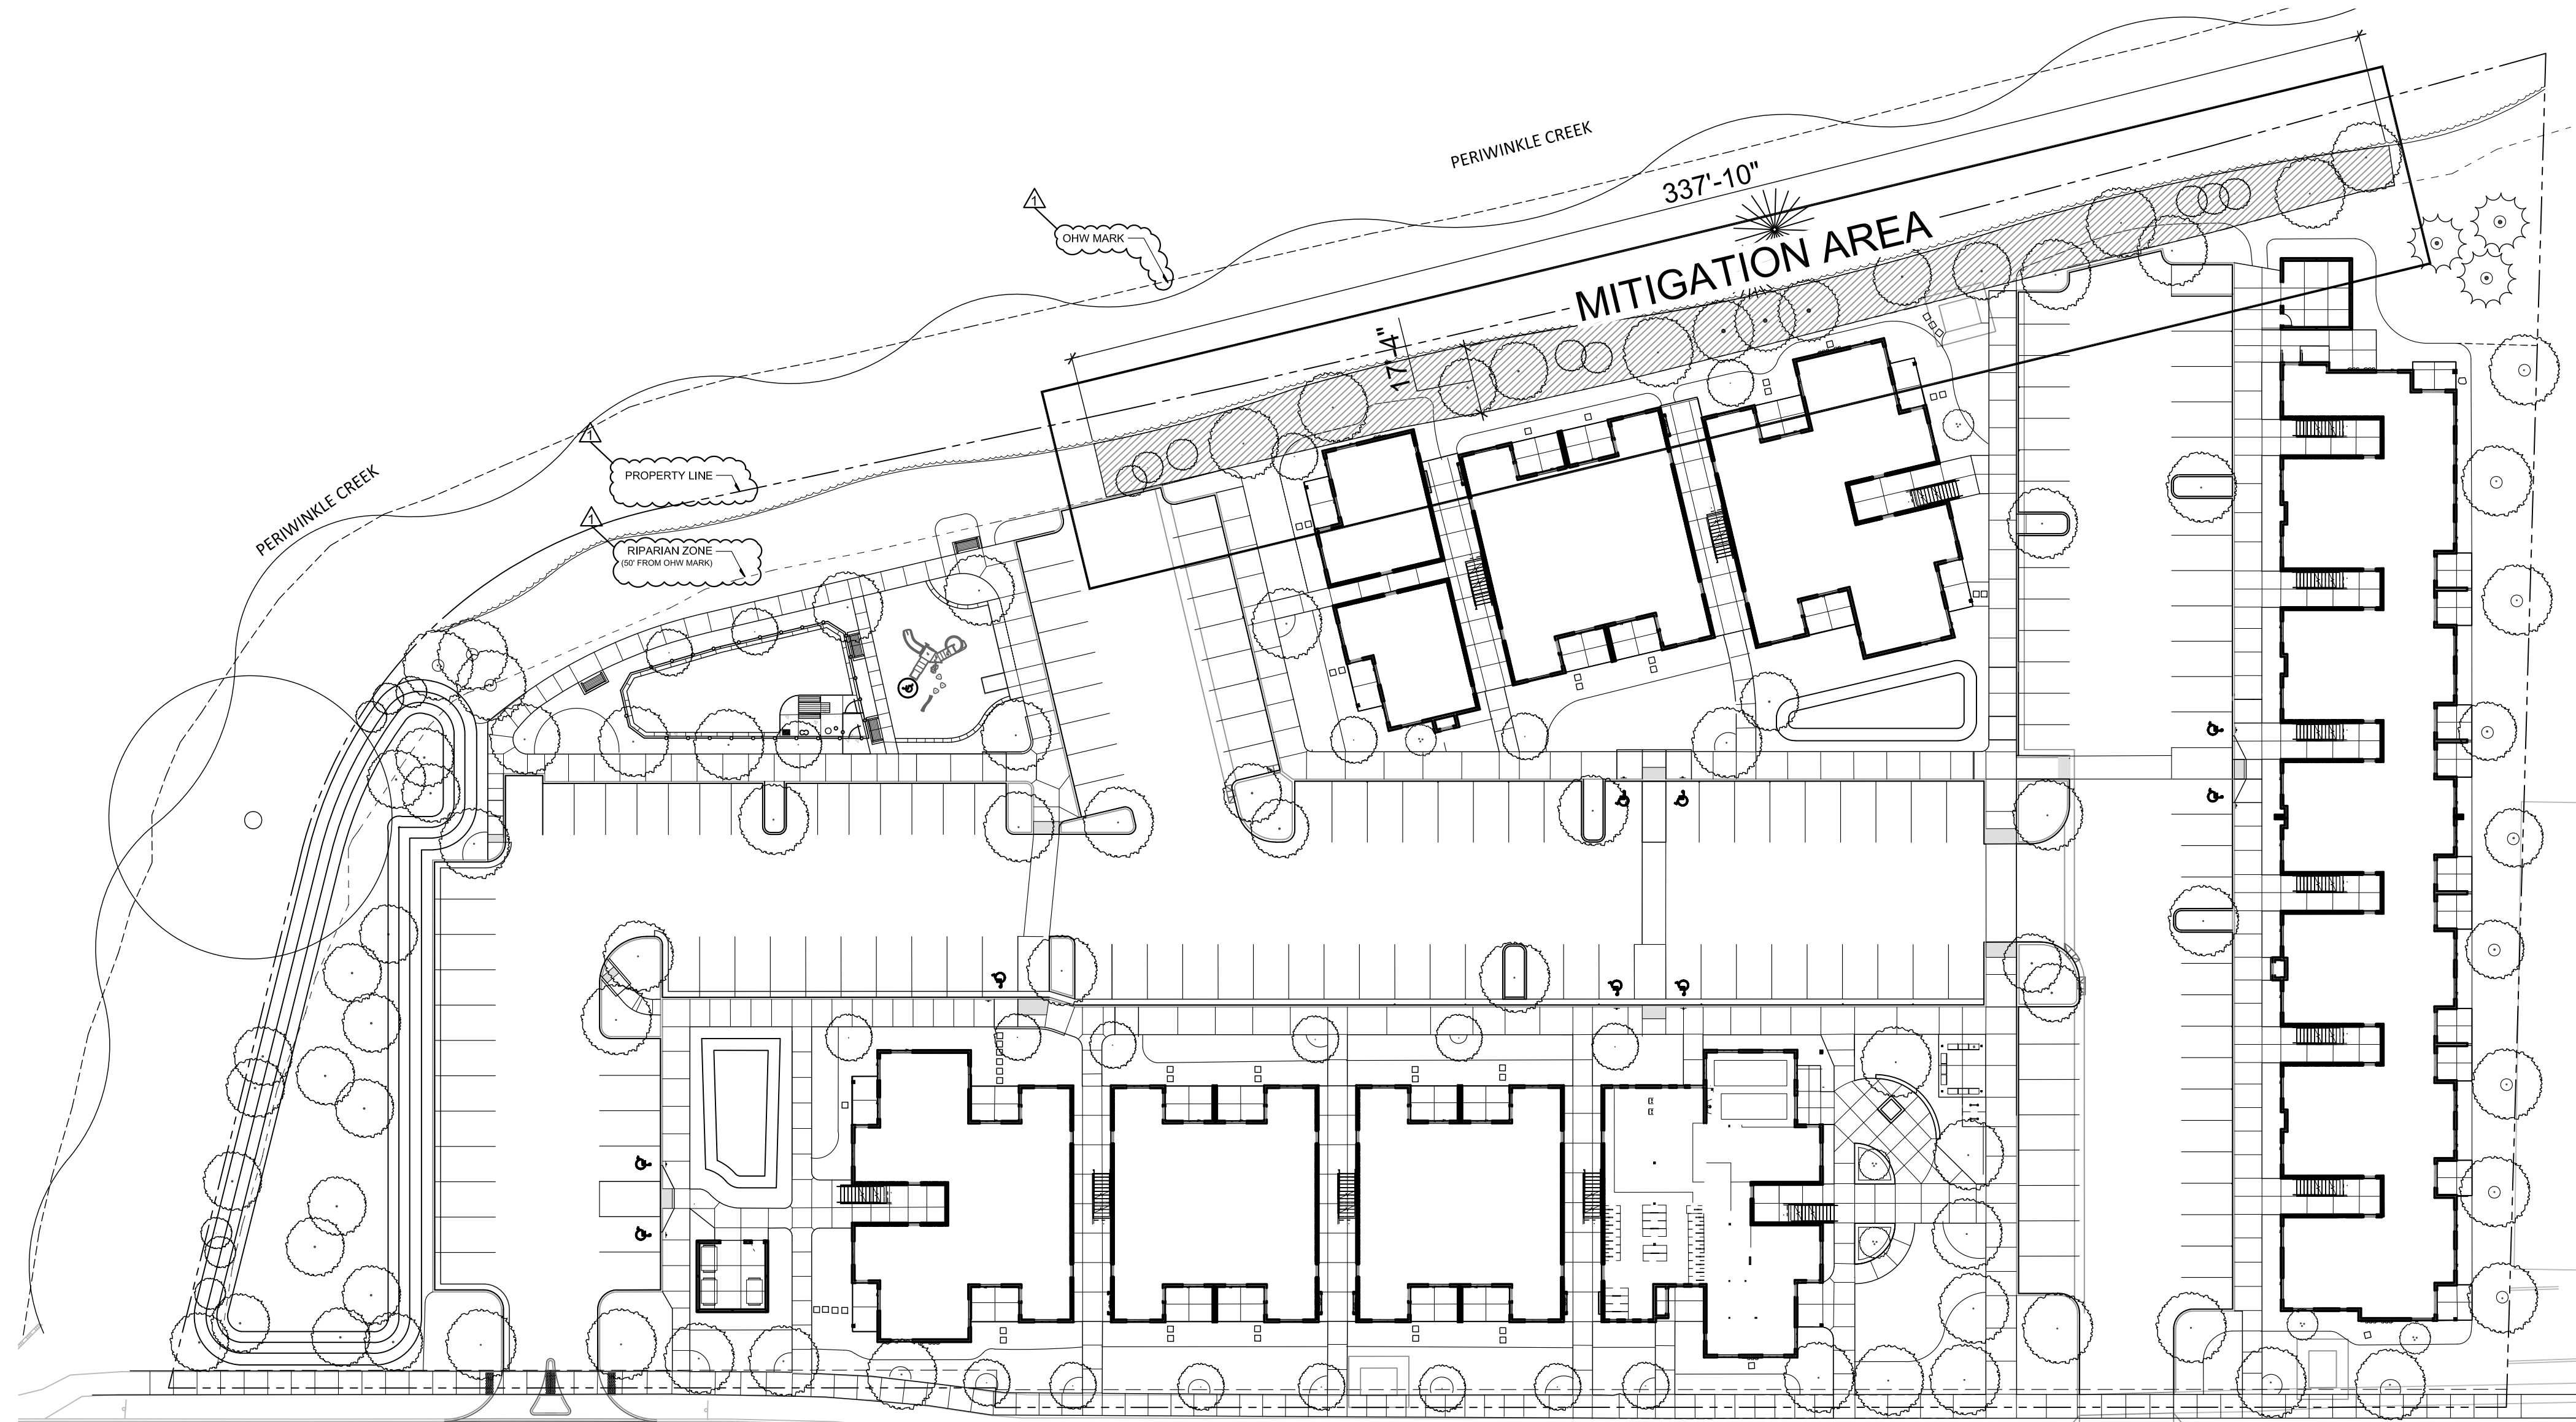 PERIWINKLE CREEK
337'-10"
1
OHW MARK
MITIGATION AREA
17'-4"
1
PROPERTY LINE
PERIWINKLE CREEK
1
RIPARIAN ZONE
(50' FROM OHW MARK)